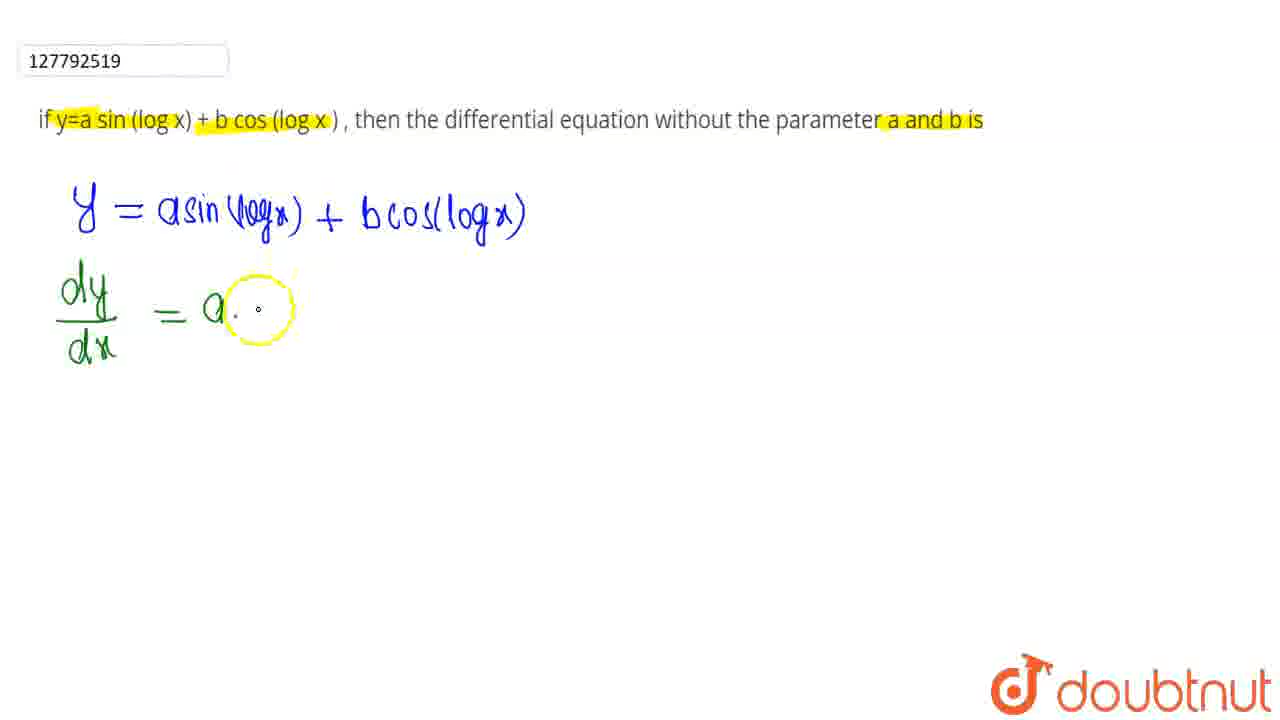 127792519
if y=a sin (log x) + b cos (log x ) , then the differential equation without the parameter a and b is
y = a sin (log x) + b cos(log x)
dy
dx
= a.
doubtnut